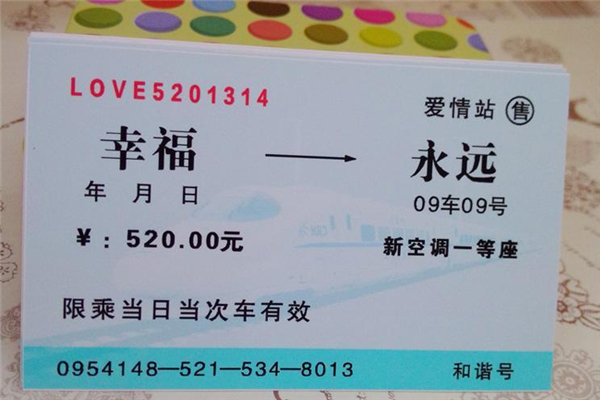 LOVE5201314
爱情站 售
幸福 → 永远
年 月 日
09车09号
¥：520.00元
新空调一等座
限乘当日当次车有效
0954148—521—534—8013
和谐号